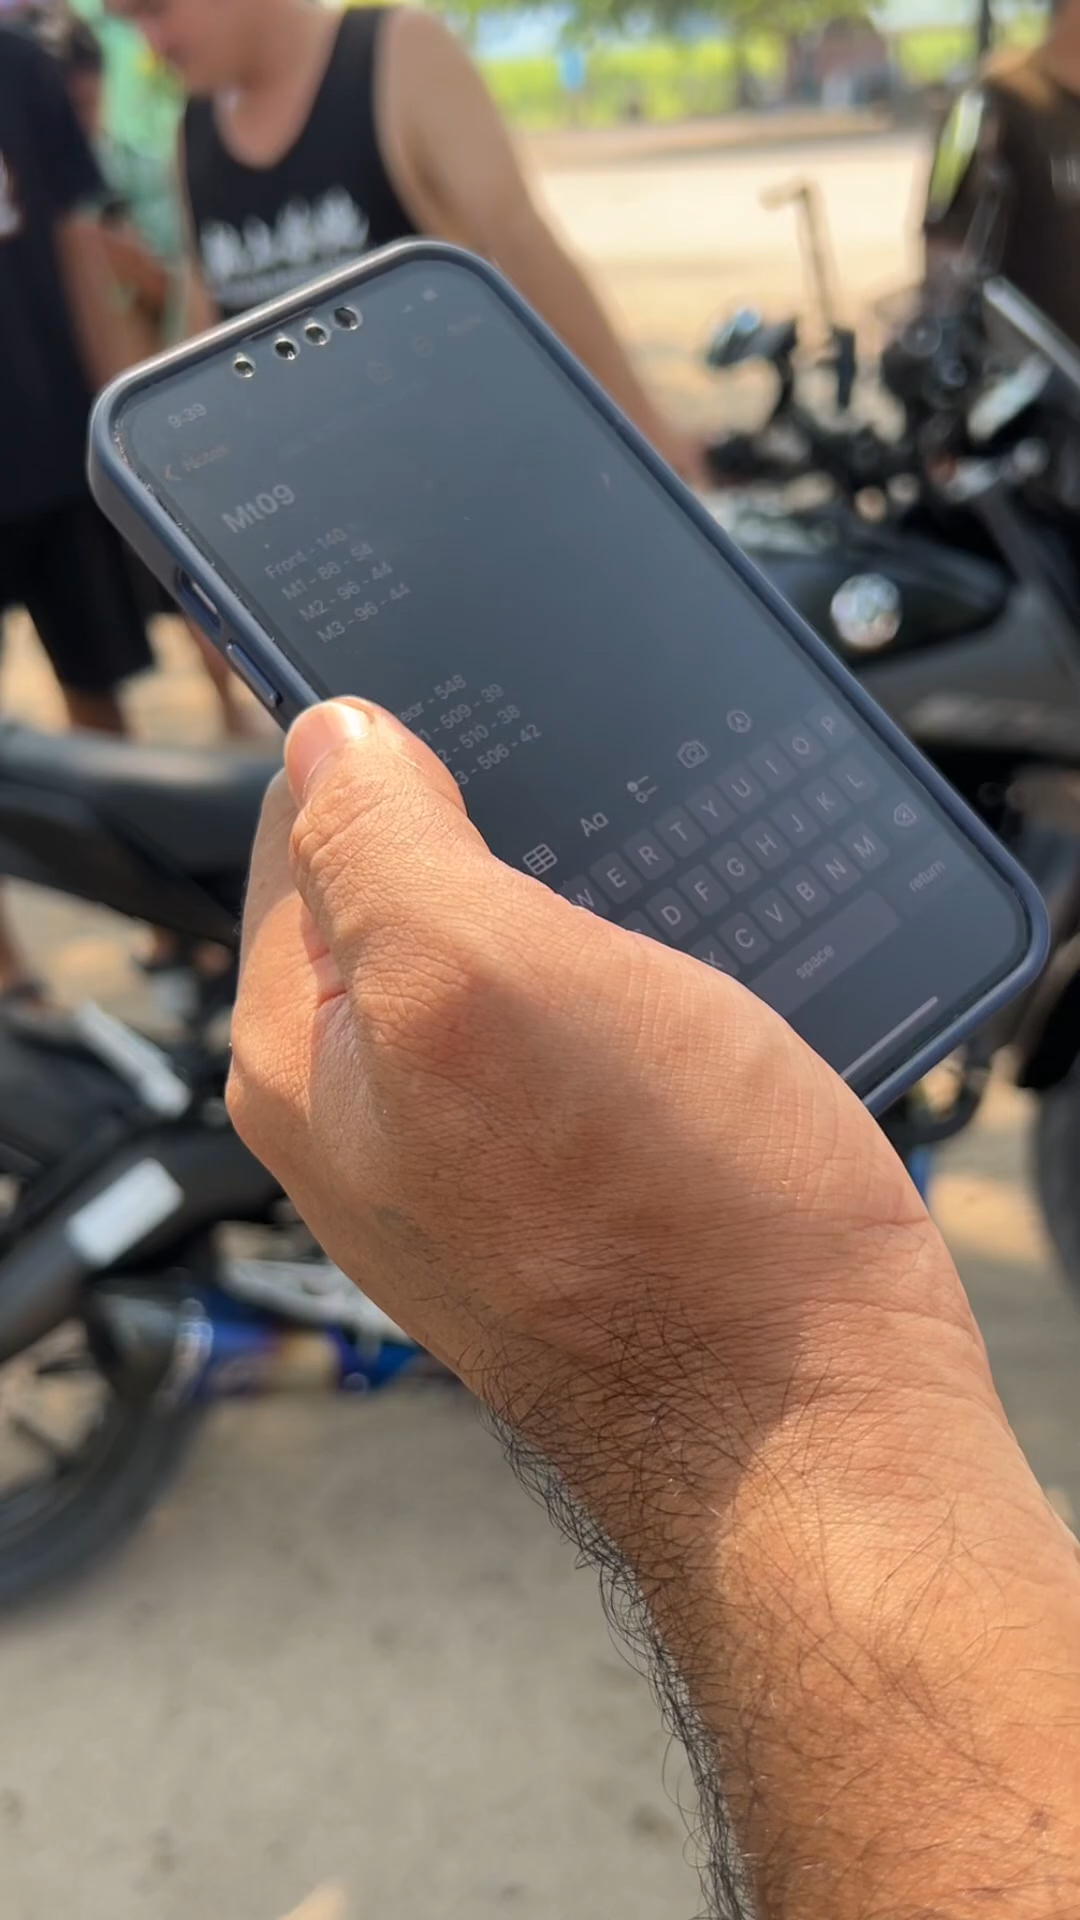 9:39
Notes
Mt09
Front - 140
M1 - 86 - 54
M2 - 96 - 44
M3 - 96 - 44
ear - 548
1 - 509 - 39
2 - 510 - 38
3 - 506 - 42
Aa
W E R T Y U I O P
D F G H J K L
X C V B N M
space return